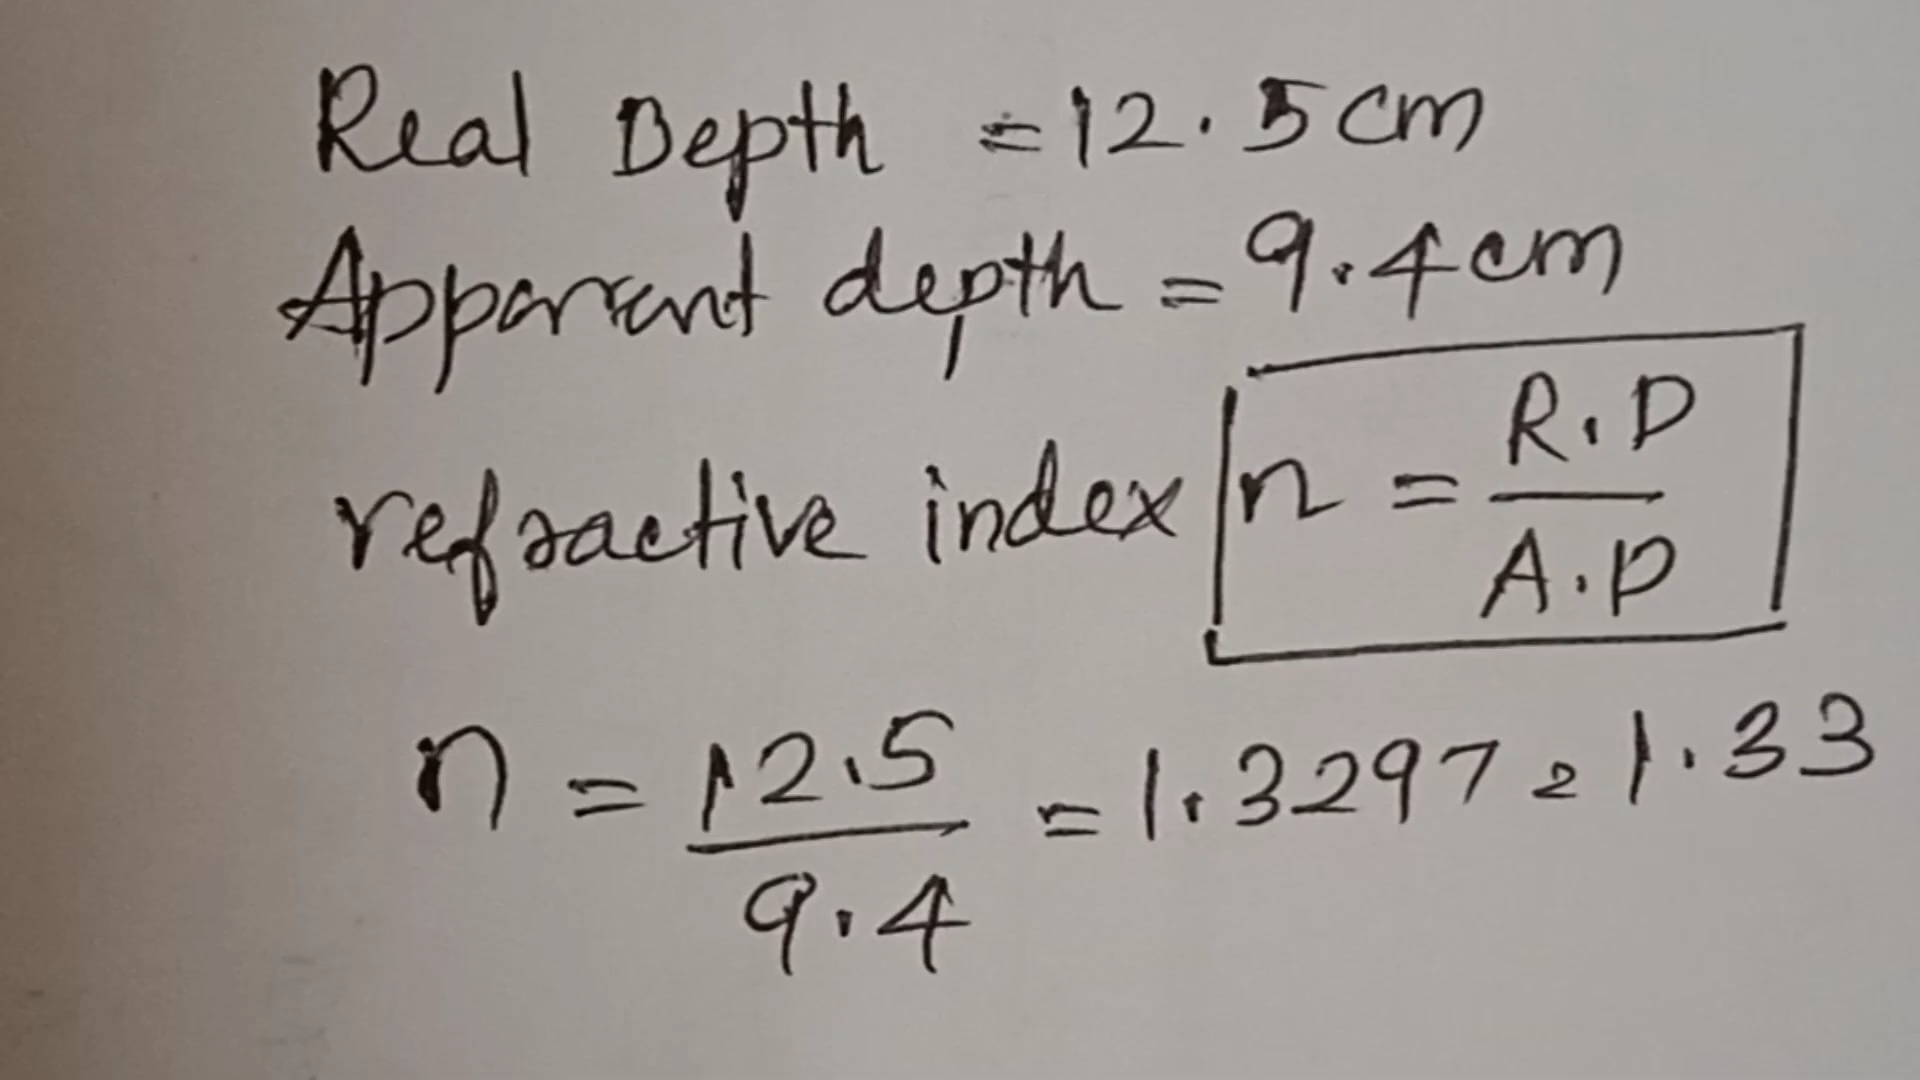 Real Depth = 12.5 cm
Apparent depth = 9.4 cm
refractive index n = R.D / A.D
n = 12.5 / 9.4 = 1.3297 = 1.33